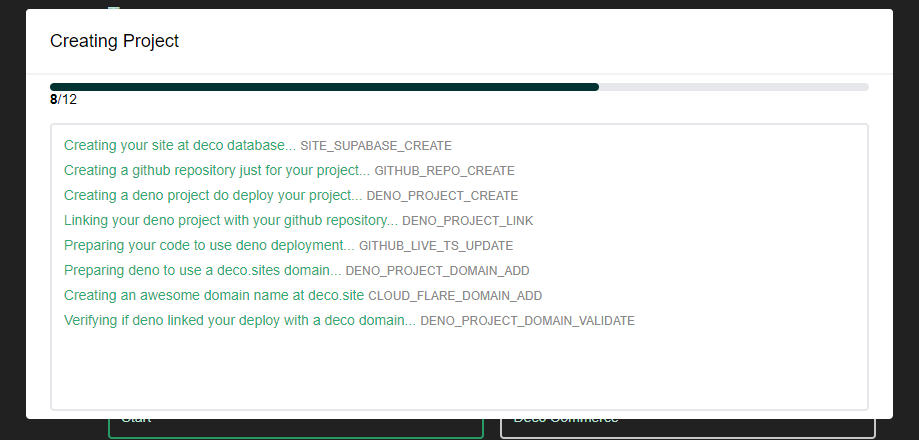 Creating Project
8/12
Creating your site at deco database... SITE_SUPABASE_CREATE
Creating a github repository just for your project... GITHUB_REPO_CREATE
Creating a deno project do deploy your project... DENO_PROJECT_CREATE
Linking your deno project with your github repository... DENO_PROJECT_LINK
Preparing your code to use deno deployment... GITHUB_LIVE_TS_UPDATE
Preparing deno to use a deco.sites domain... DENO_PROJECT_DOMAIN_ADD
Creating an awesome domain name at deco.site CLOUD_FLARE_DOMAIN_ADD
Verifying if deno linked your deploy with a deco domain... DENO_PROJECT_DOMAIN_VALIDATE
Start
Deco Commerce